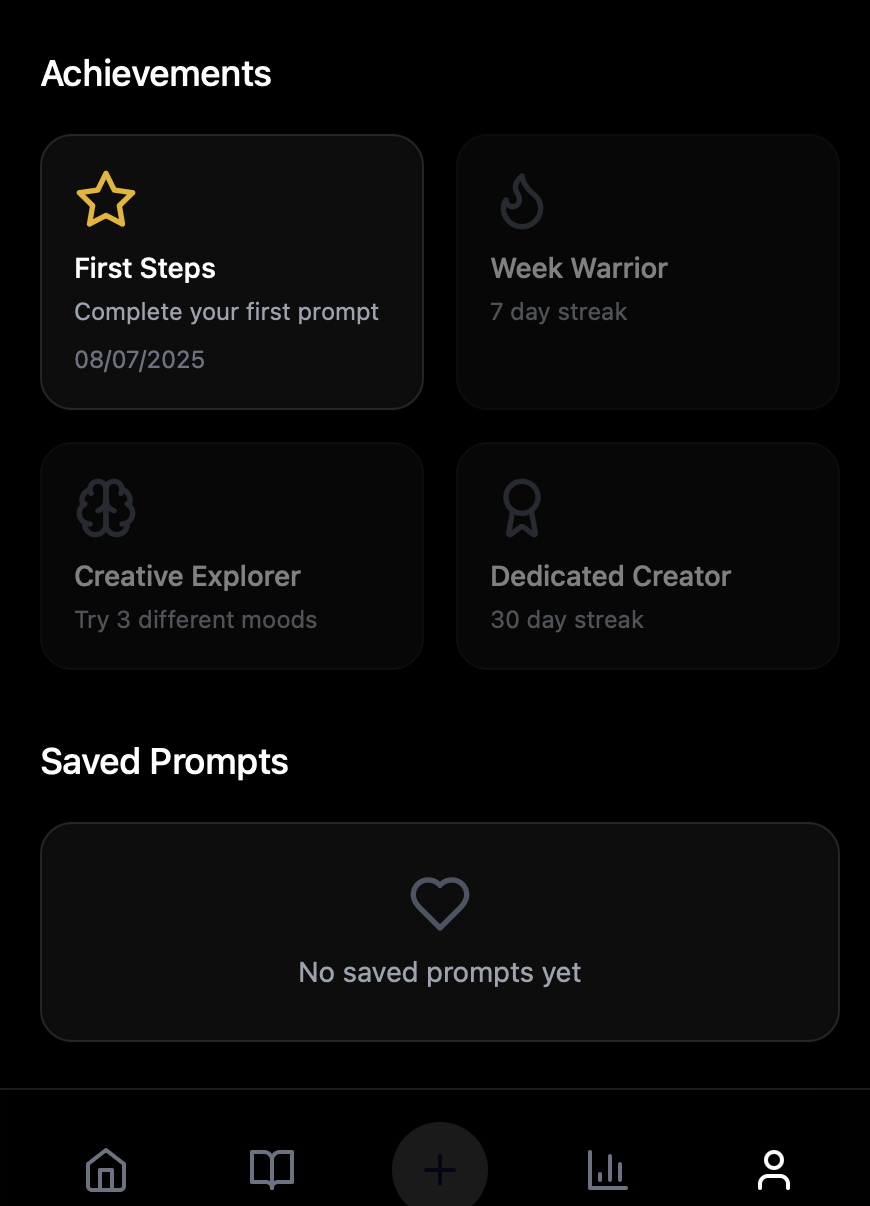 Achievements
First Steps
Complete your first prompt
08/07/2025
Week Warrior
7 day streak
Creative Explorer
Try 3 different moods
Dedicated Creator
30 day streak
Saved Prompts
No saved prompts yet